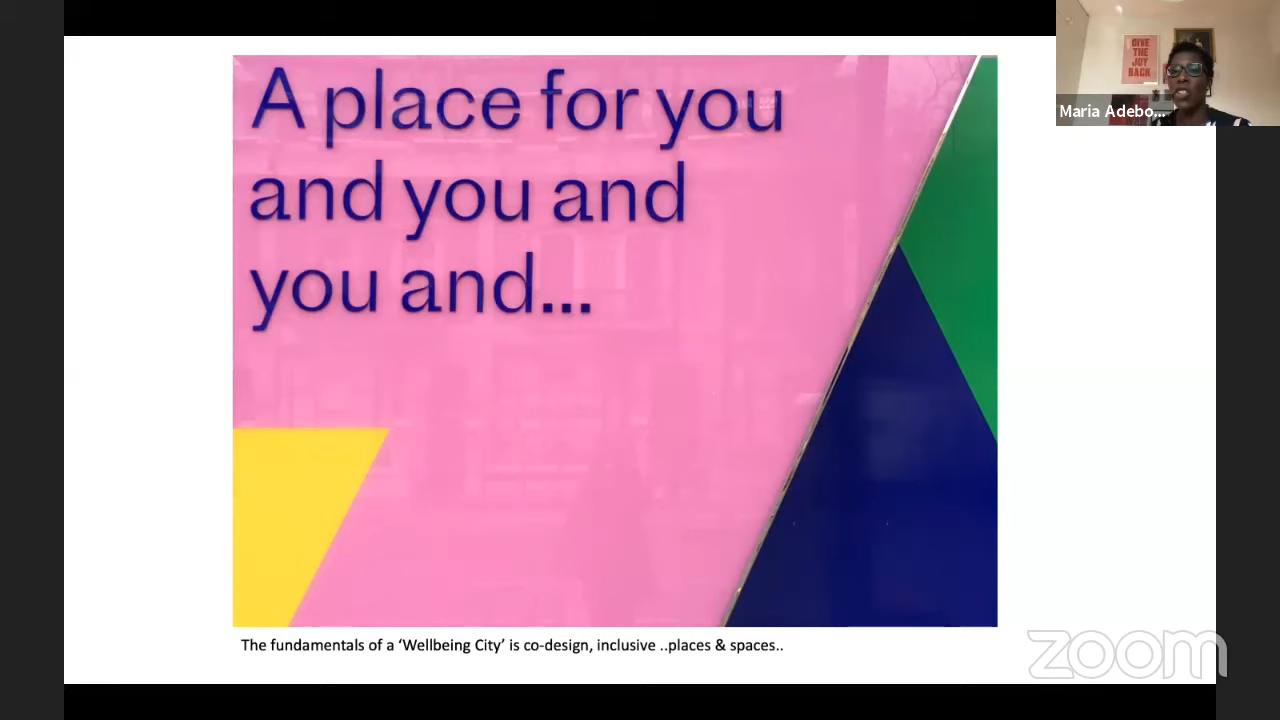 A place for you
and you and
you and...
The fundamentals of a ‘Wellbeing City’ is co-design, inclusive ..places & spaces..
GIVE
THE
JOY
BACK
Maria Adebo...
zoom